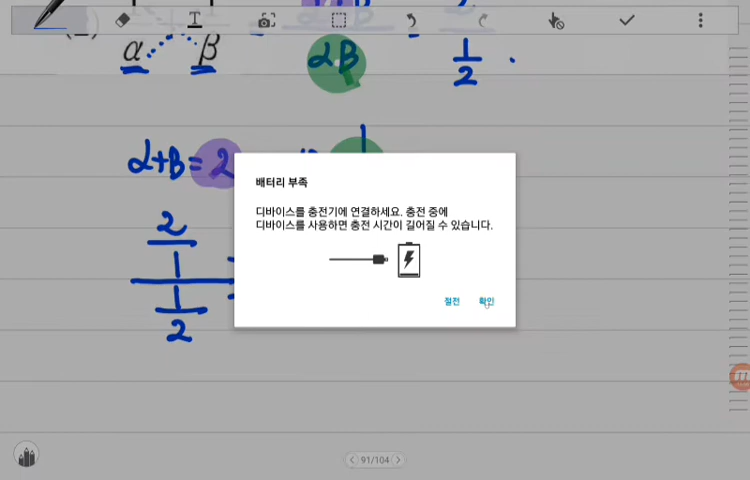 α β = αβ = 1/2 .
α+β = 2
배터리 부족
디바이스를 충전기에 연결하세요. 충전 중에
디바이스를 사용하면 충전 시간이 길어질 수 있습니다.
절전 확인
2/1
1/2
91/104